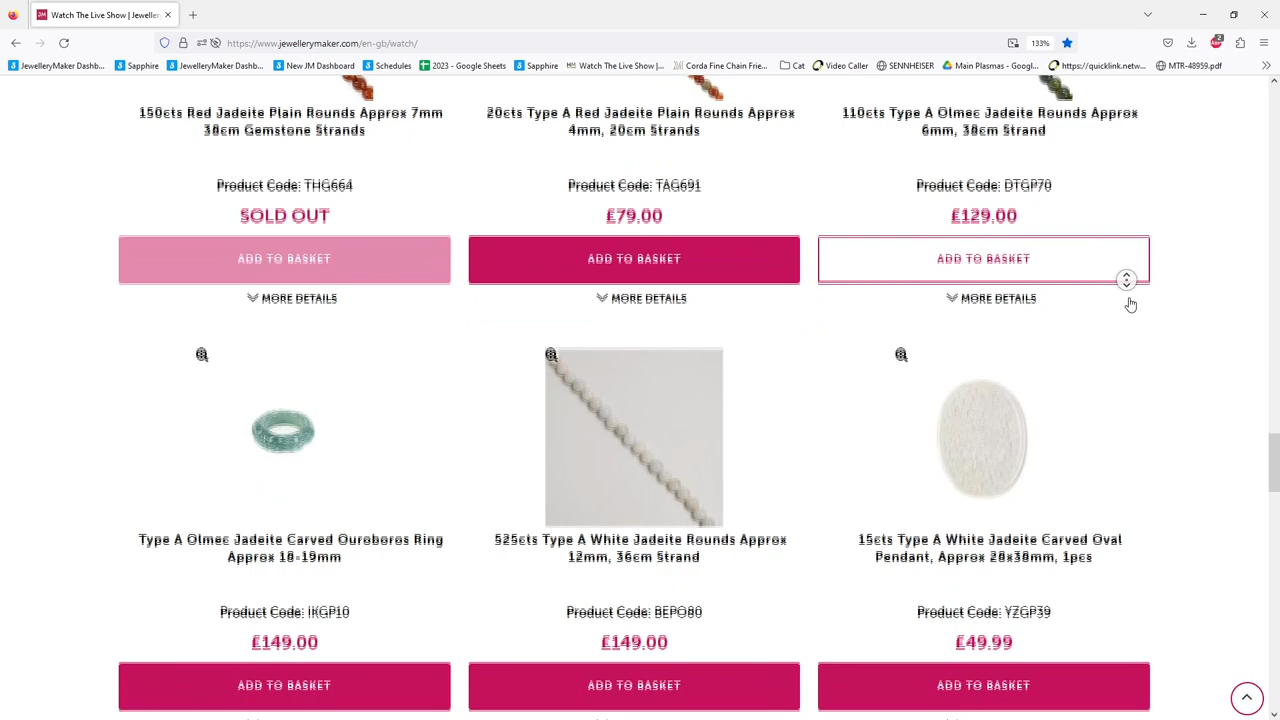 Watch The Live Show | Jeweller
https://www.jewellerymaker.com/elr-gb/watch/
133%
2
JewelleryMaker Dashb...
Sapphire
JewelleryMaker Dashb...
New JM Dashboard
Schedules
2023 - Google Sheets
Sapphire
Watch The Live Show |...
Corda Fine Chain Frie...
Cat
Video Caller
SENNHEISER
Main Plasmas - Googl...
https://quicklink.netw...
MTR-48959.pdf
150cts Red Jadeite Plain Rounds Approx 7mm
38cm Gemstone Strands
20cts Type A Red Jadeite Plain Rounds Approx
4mm, 20cm Strands
110cts Type A Olmec Jadeite Rounds Approx
6mm, 38cm Strand
Product Code: THG664
Product Code: TAG691
Product Code: DTGP70
SOLD OUT
£79.00
£129.00
ADD TO BASKET
ADD TO BASKET
ADD TO BASKET
MORE DETAILS
MORE DETAILS
MORE DETAILS
Type A Olmec Jadeite Carved Ouroboros Ring
Approx 18-19mm
525cts Type A White Jadeite Rounds Approx
12mm, 36cm Strand
15cts Type A White Jadeite Carved Oval
Pendant, Approx 28x38mm, 1pcs
Product Code: IKGP10
Product Code: BEPO80
Product Code: YZGP39
£149.00
£149.00
£49.99
ADD TO BASKET
ADD TO BASKET
ADD TO BASKET